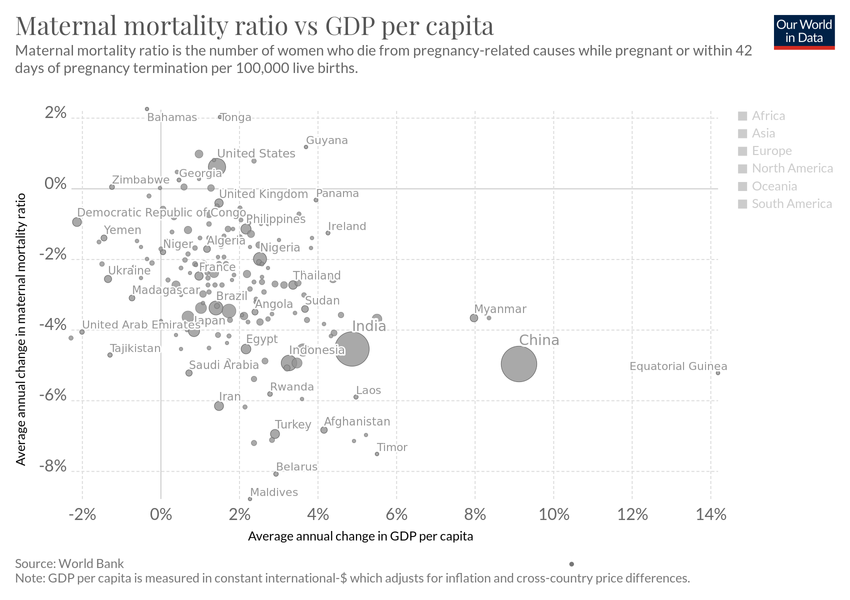 Maternal mortality ratio vs GDP per capita
Our World
in Data
Maternal mortality ratio is the number of women who die from pregnancy-related causes while pregnant or within 42
days of pregnancy termination per 100,000 live births.
2%
0%
-2%
-4%
-6%
-8%
Average annual change in maternal mortality ratio
Bahamas
Tonga
Guyana
United States
Georgia
Zimbabwe
United Kingdom
Panama
Democratic Republic of Congo
Philippines
Ireland
Yemen
Niger
Algeria
Nigeria
Ukraine
France
Thailand
Madagascar
Brazil
Angola
Sudan
Myanmar
United Arab Emirates
Japan
India
China
Tajikistan
Egypt
Indonesia
Saudi Arabia
Equatorial Guinea
Rwanda
Laos
Iran
Turkey
Afghanistan
Timor
Belarus
Maldives
Africa
Asia
Europe
North America
Oceania
South America
-2%
0%
2%
4%
6%
8%
10%
12%
14%
Average annual change in GDP per capita
Source: World Bank
Note: GDP per capita is measured in constant international-$ which adjusts for inflation and cross-country price differences.